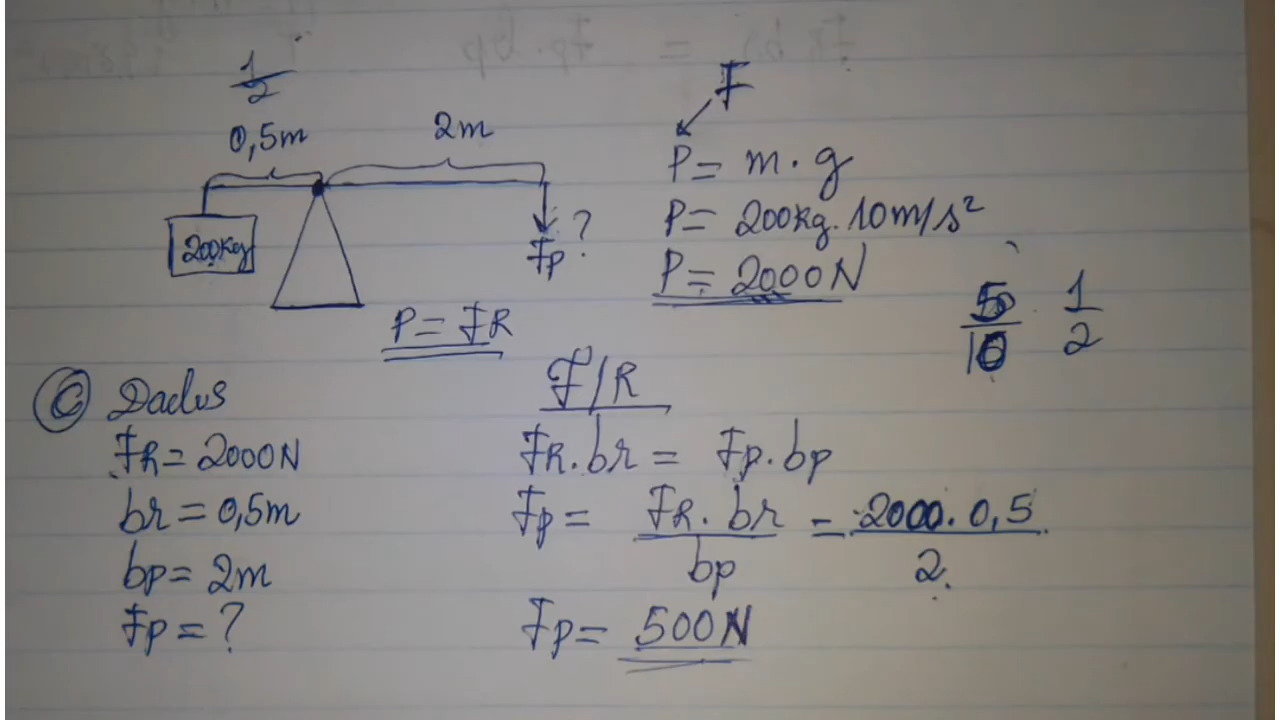 1/2
0,5m
2m
200kg
Fp?
P = FR
F
P = m · g
P = 200kg. 10m/s²
P = 2000N
5/10 1/2
C Dados
FR = 2000N
br = 0,5m
bp = 2m
Fp = ?
F/R
FR. br = Fp. bp
Fp = FR. br / bp = 2000. 0,5 / 2
Fp = 500N